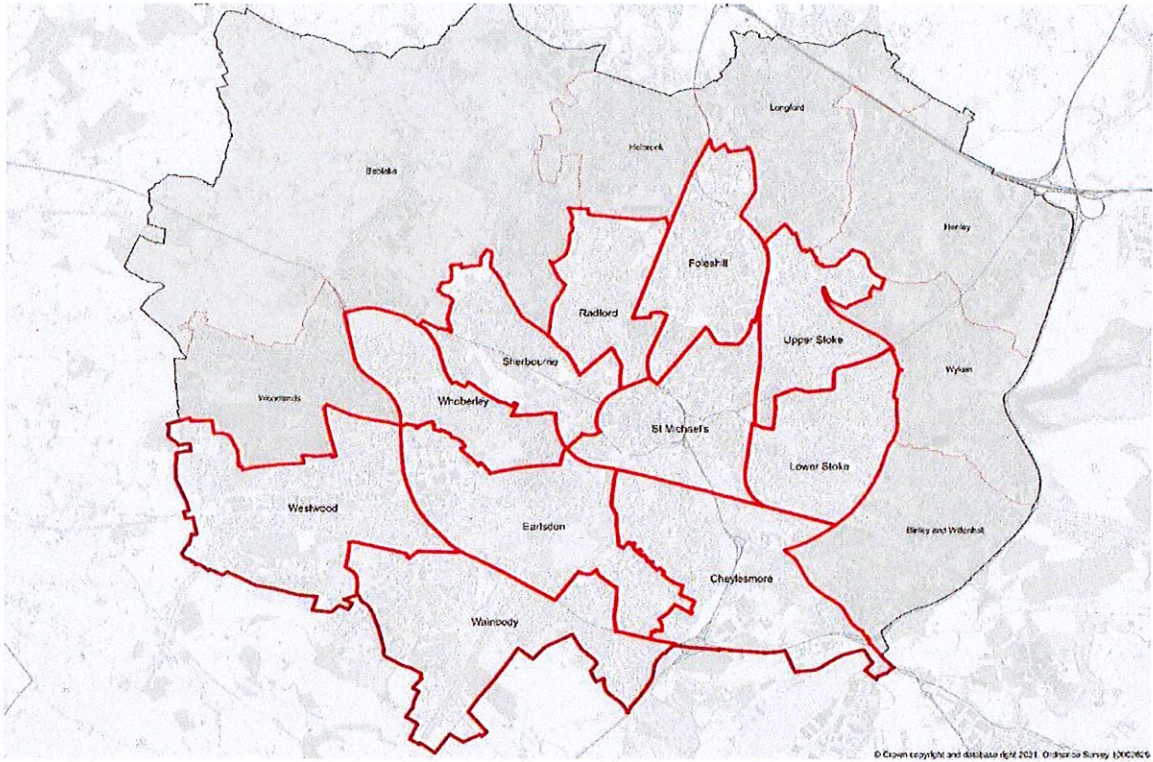 Longford
Holbrook
Bablake
Henley
Foleshill
Radford
Upper Stoke
Sherbourne
Wyken
Woodlands
Whoberley
St Michael's
Lower Stoke
Westwood
Earlsdon
Binley and Willenhall
Cheylesmore
Wainbody
© Crown copyright and database right 2021. Ordnance Survey